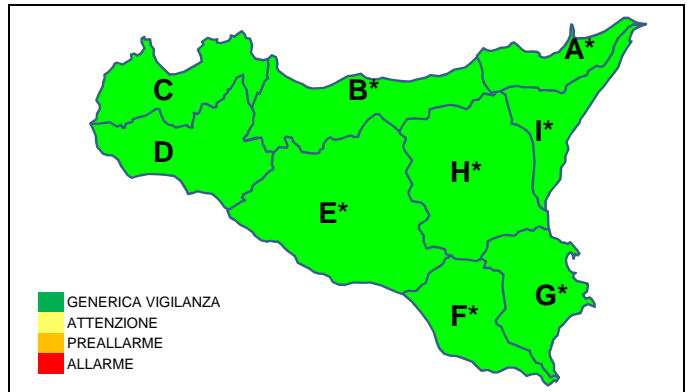 A*
C
B*
I*
D
H*
E*
G*
F*
GENERICA VIGILANZA
ATTENZIONE
PREALLARME
ALLARME